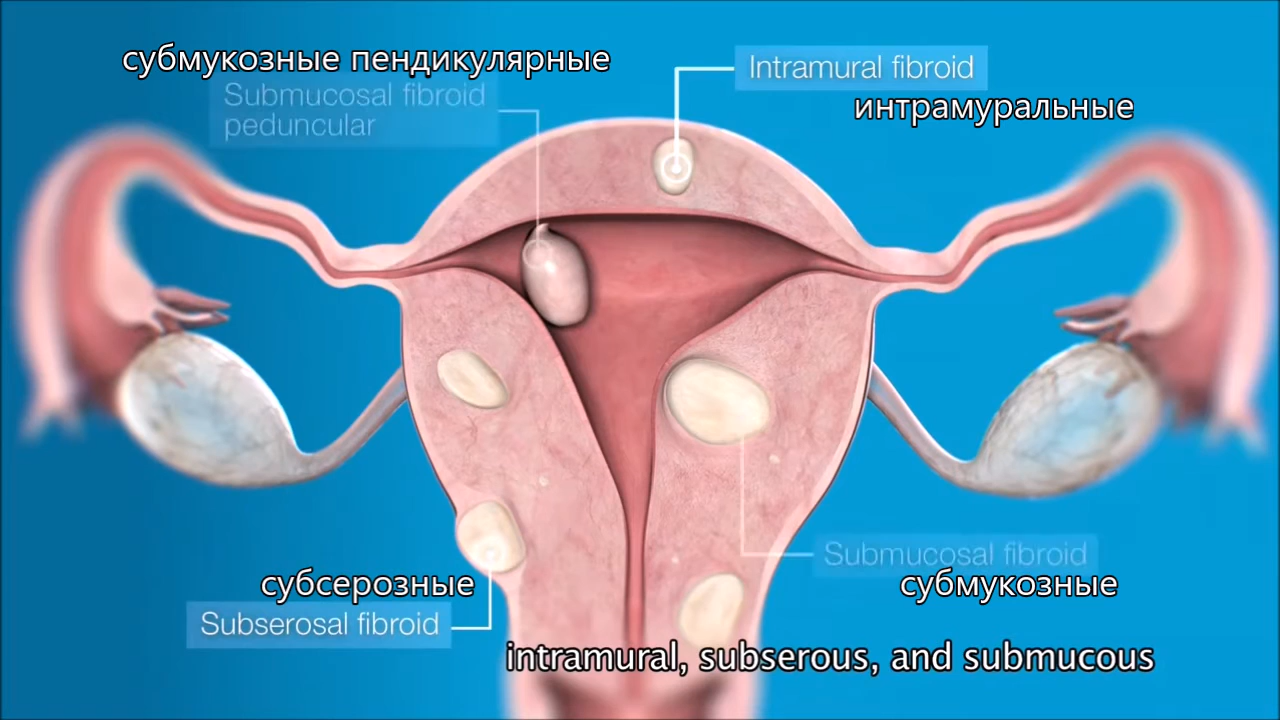 субмукозные пендикулярные
Submucosal fibroid
peduncular
Intramural fibroid
интрамуральные
Submucosal fibroid
субмукозные
субсерозные
Subserosal fibroid
intramural, subserous, and submucous